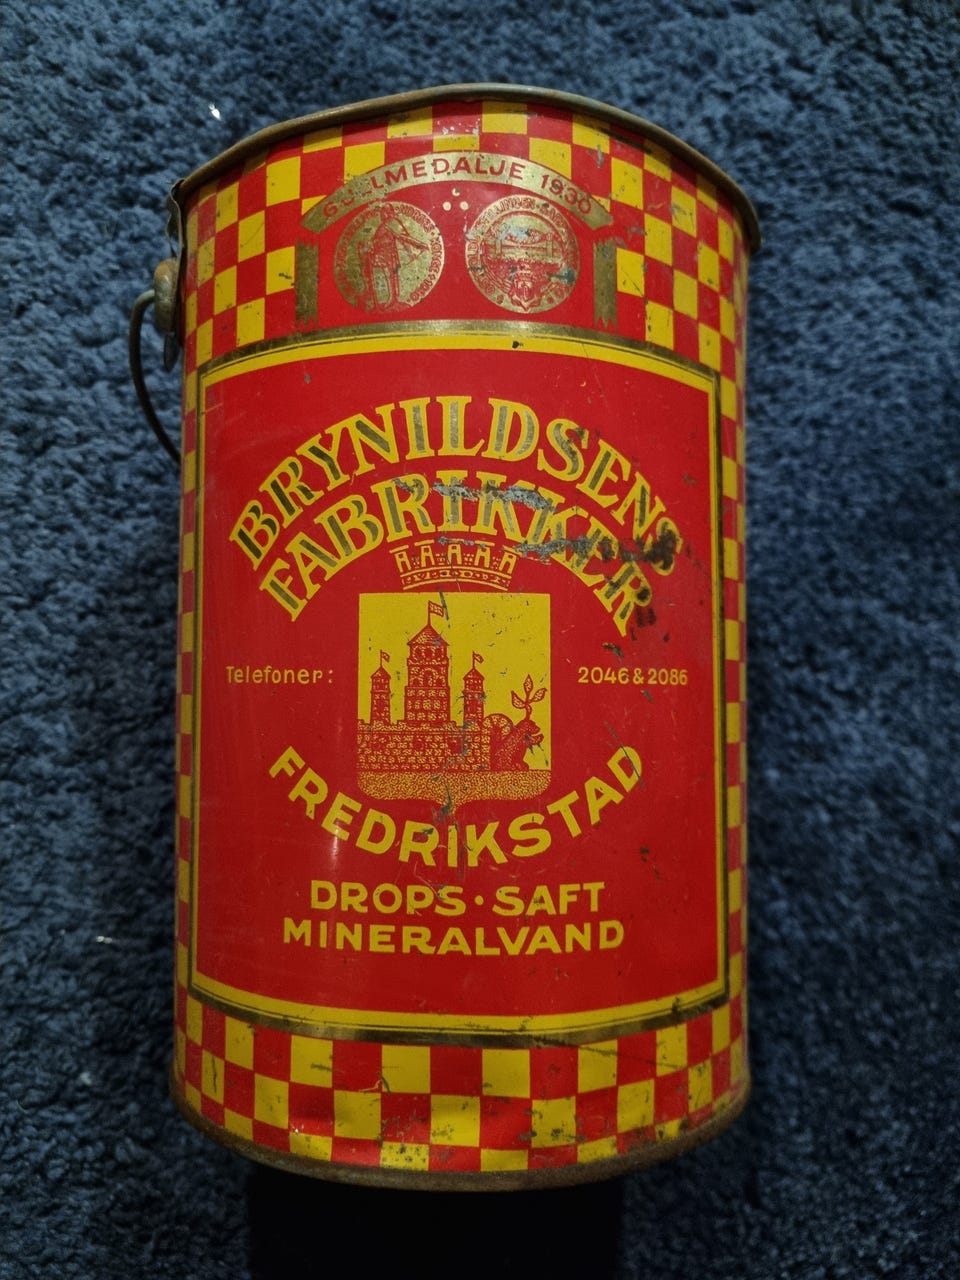 GULLMEDALJE 1930
BRYNILDSENS
FABRIKKER
Telefoner: 2046 & 2086
FREDRIKSTAD
DROPS · SAFT
MINERALVAND